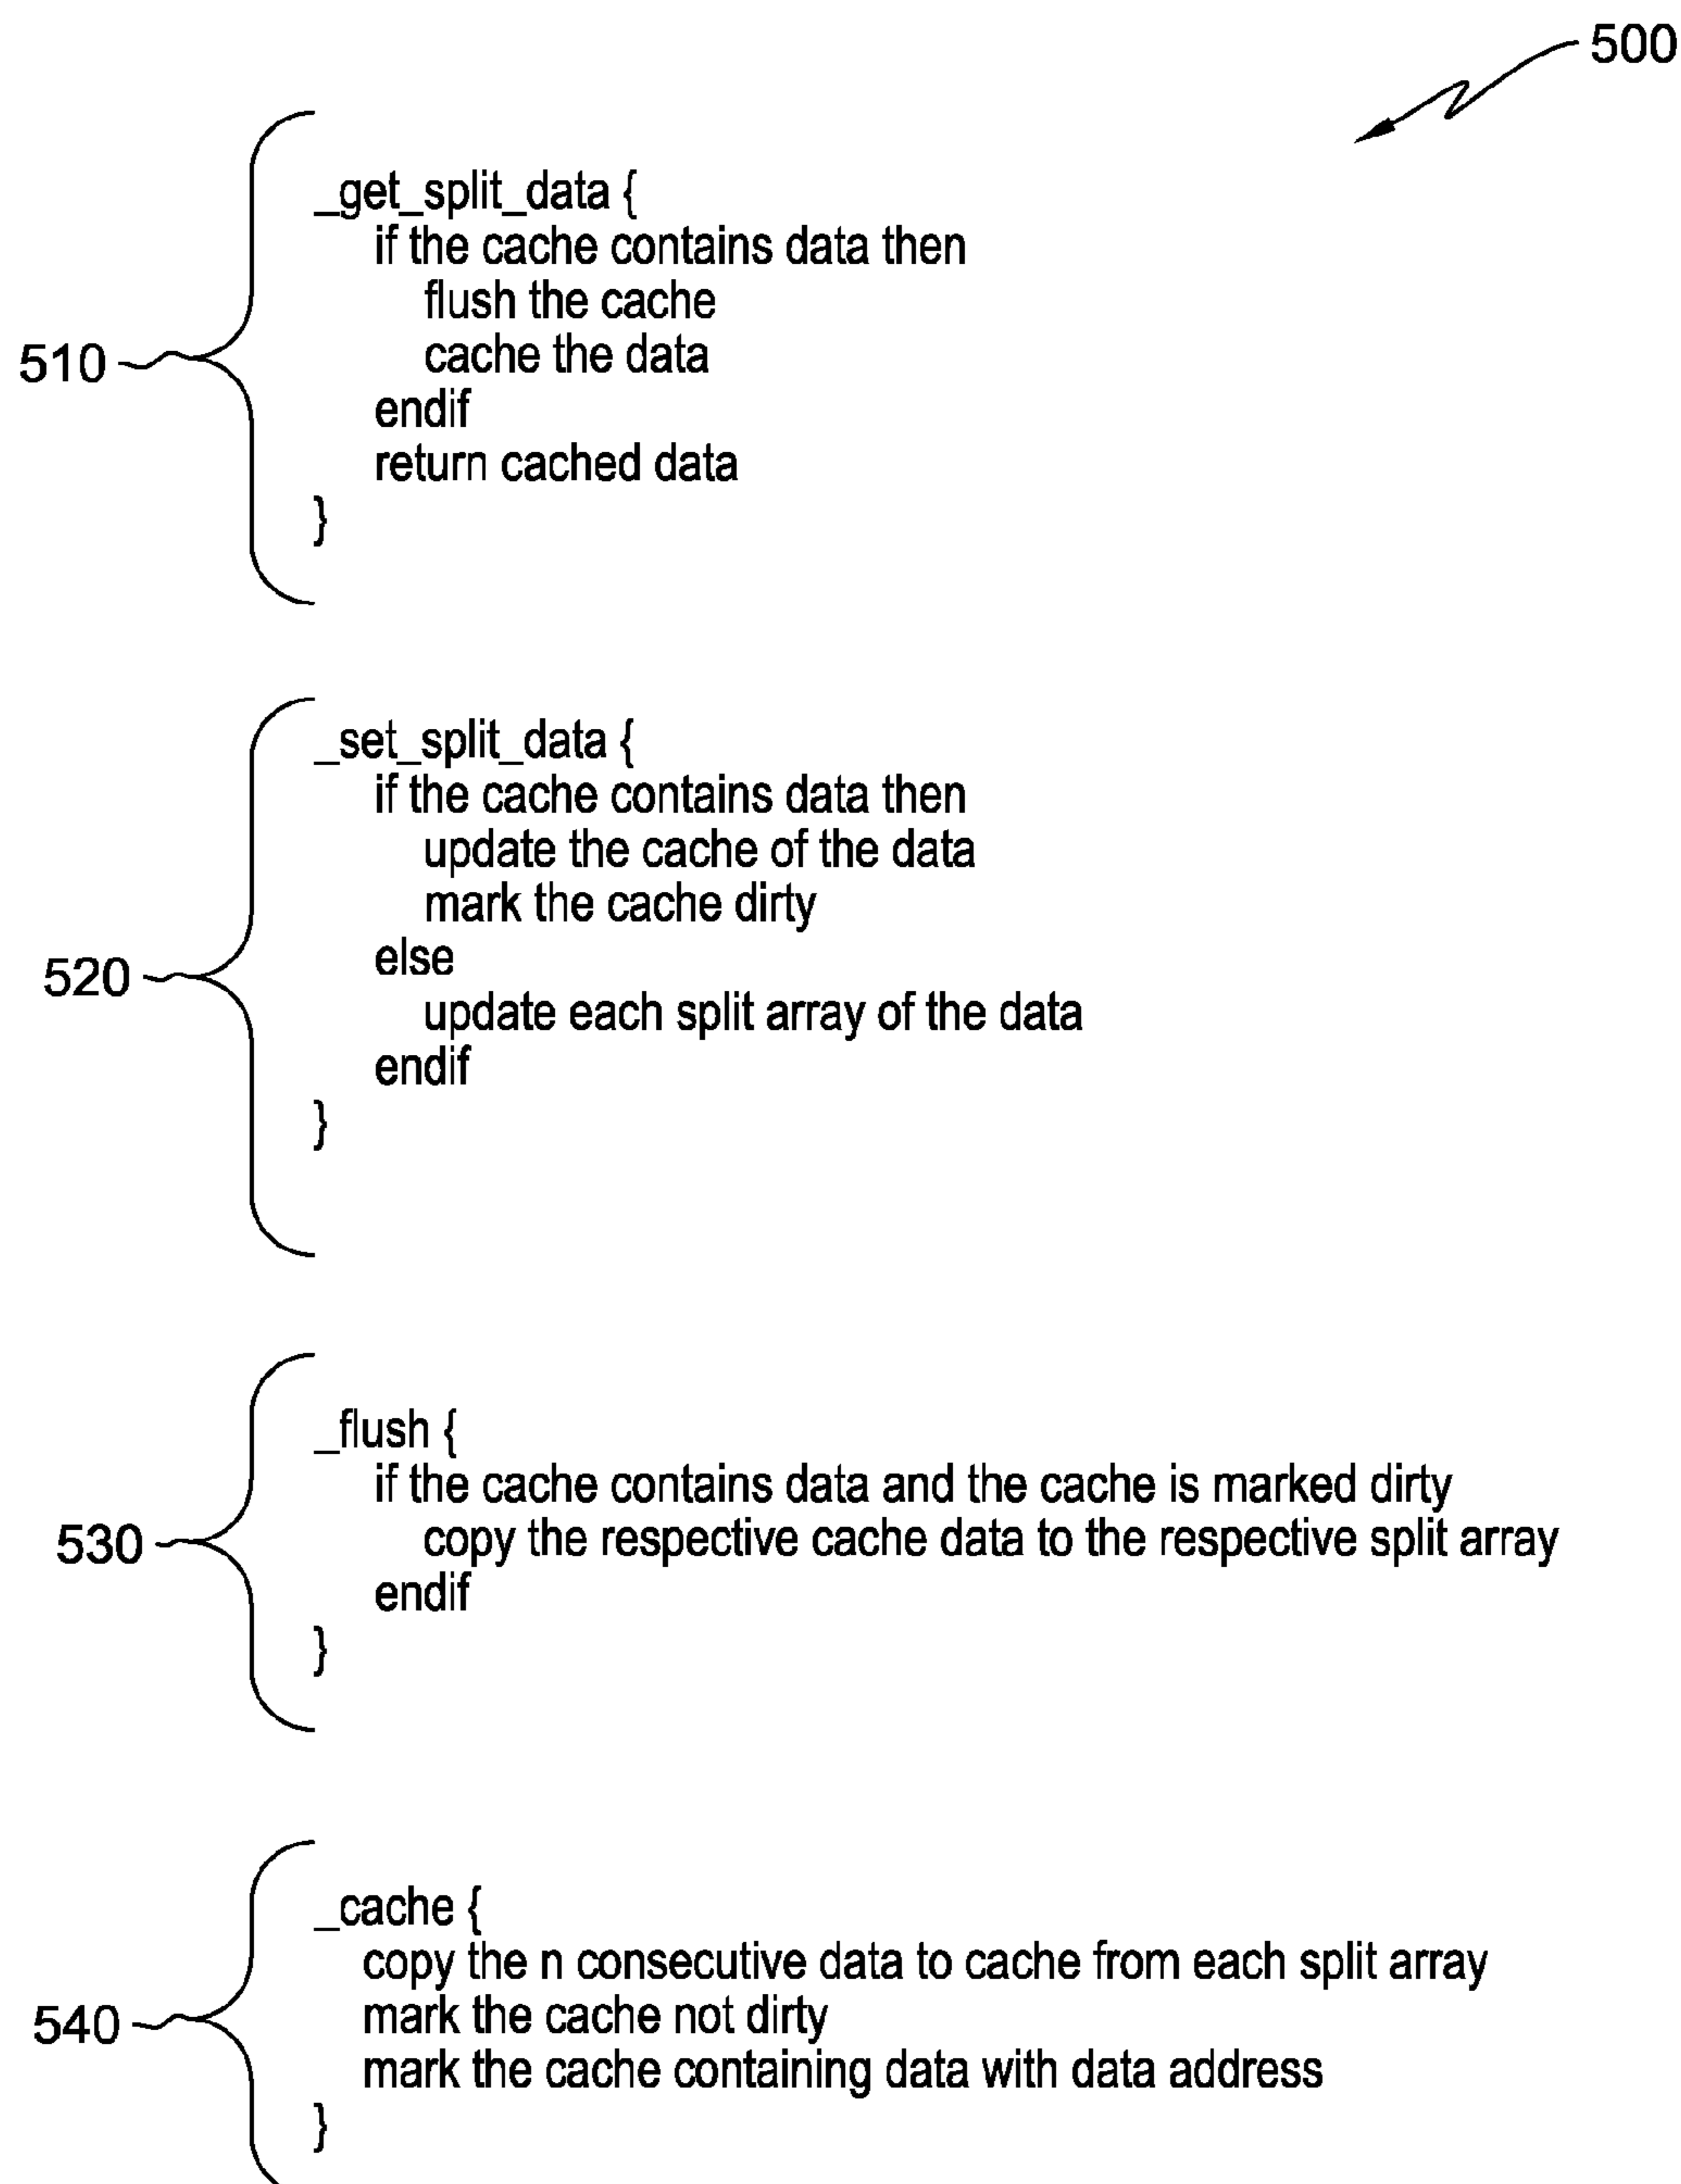 500
_get_split_data {
if the cache contains data then
flush the cache
cache the data
endif
return cached data
}
510
_set_split_data {
if the cache contains data then
update the cache of the data
mark the cache dirty
else
update each split array of the data
endif
}
520
_flush {
if the cache contains data and the cache is marked dirty
copy the respective cache data to the respective split array
endif
}
530
_cache {
copy the n consecutive data to cache from each split array
mark the cache not dirty
mark the cache containing data with data address
}
540